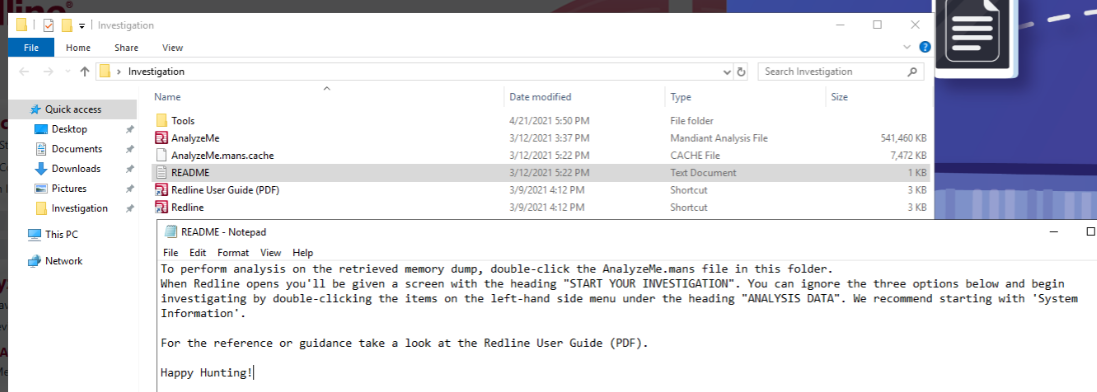 Investigation
File Home Share View
Investigation
Search Investigation
Name Date modified Type Size
Quick access
Desktop
Documents
Downloads
Pictures
Investigation
This PC
Network
Tools 4/21/2021 5:50 PM File folder
AnalyzeMe 3/12/2021 3:37 PM Mandiant Analysis File 541,460 KB
AnalyzeMe.mans.cache 3/12/2021 5:22 PM CACHE File 7,472 KB
README 3/12/2021 5:22 PM Text Document 1 KB
Redline User Guide (PDF) 3/9/2021 4:12 PM Shortcut 3 KB
Redline 3/9/2021 4:12 PM Shortcut 3 KB
README - Notepad
File Edit Format View Help
To perform analysis on the retrieved memory dump, double-click the AnalyzeMe.mans file in this folder.
When Redline opens you'll be given a screen with the heading "START YOUR INVESTIGATION". You can ignore the three options below and begin
investigating by double-clicking the items on the left-hand side menu under the heading "ANALYSIS DATA". We recommend starting with 'System
Information'.
For the reference or guidance take a look at the Redline User Guide (PDF).
Happy Hunting!